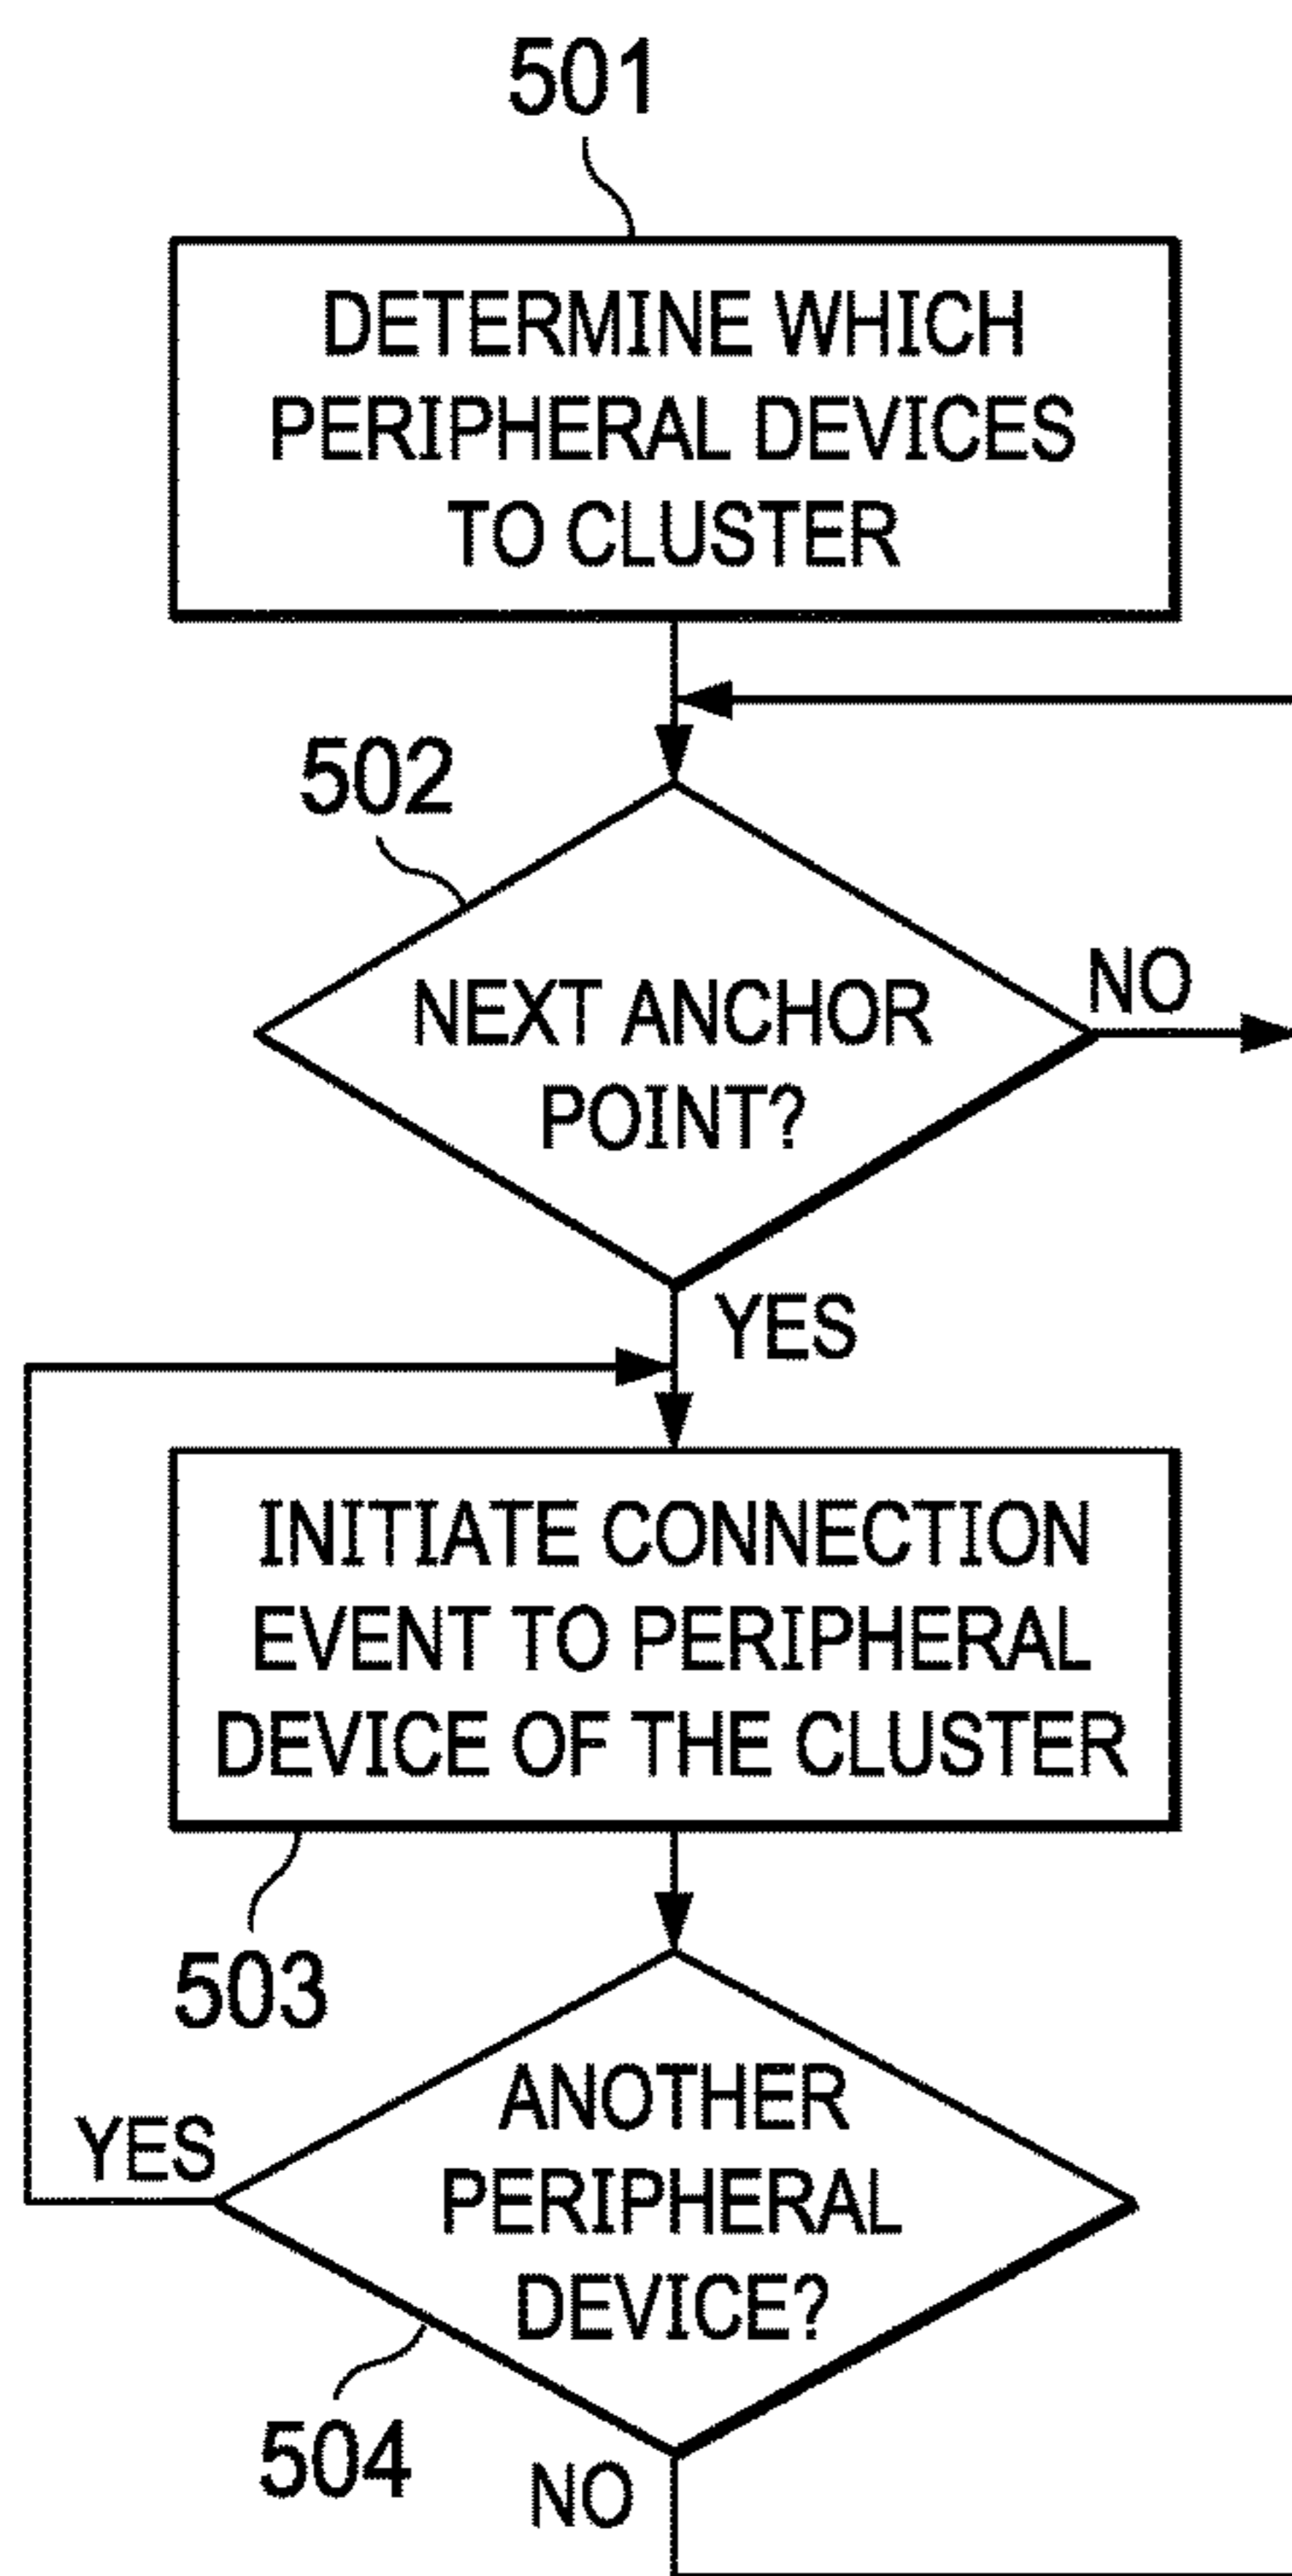 501
DETERMINE WHICH
PERIPHERAL DEVICES
TO CLUSTER
502
NEXT ANCHOR
POINT?
NO
YES
INITIATE CONNECTION
EVENT TO PERIPHERAL
DEVICE OF THE CLUSTER
503
ANOTHER
PERIPHERAL
DEVICE?
YES
504
NO